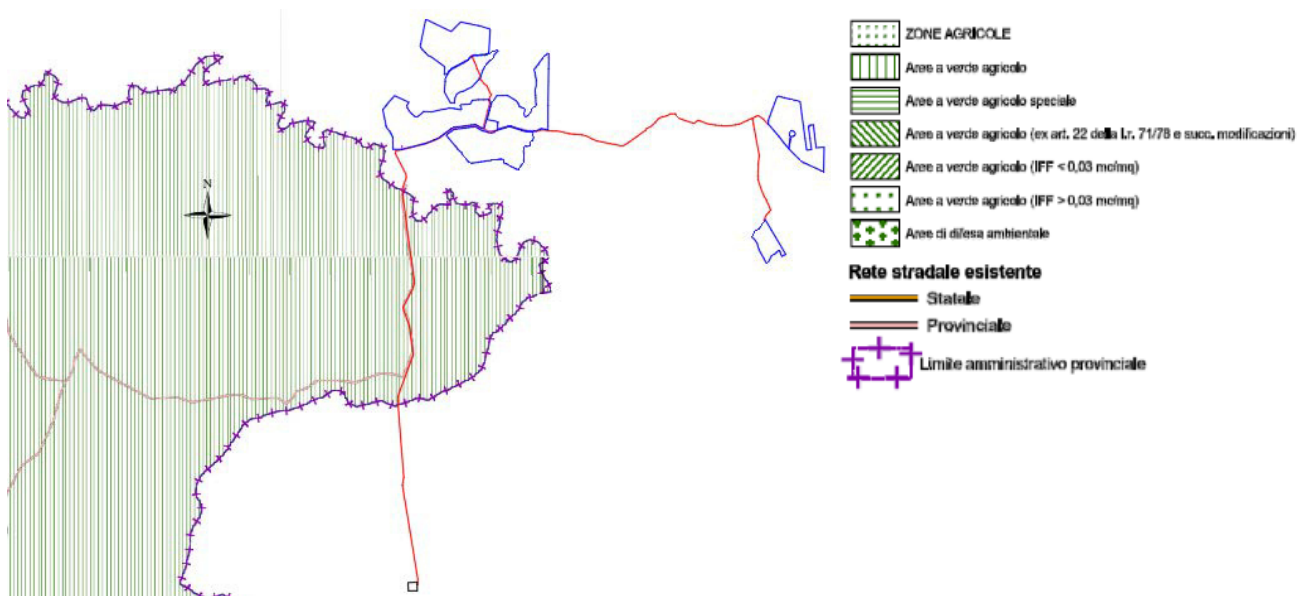 N
ZONE AGRICOLE
Aree a verde agricolo
Aree a verde agricolo speciale
Aree a verde agricolo (ex art. 22 della l.r. 71/78 e succ. modificazioni)
Aree a verde agricolo (IFF < 0,03 mc/mq)
Aree a verde agricolo (IFF > 0,03 mc/mq)
Aree di difesa ambientale
Rete stradale esistente
Statale
Provinciale
Limite amministrativo provinciale